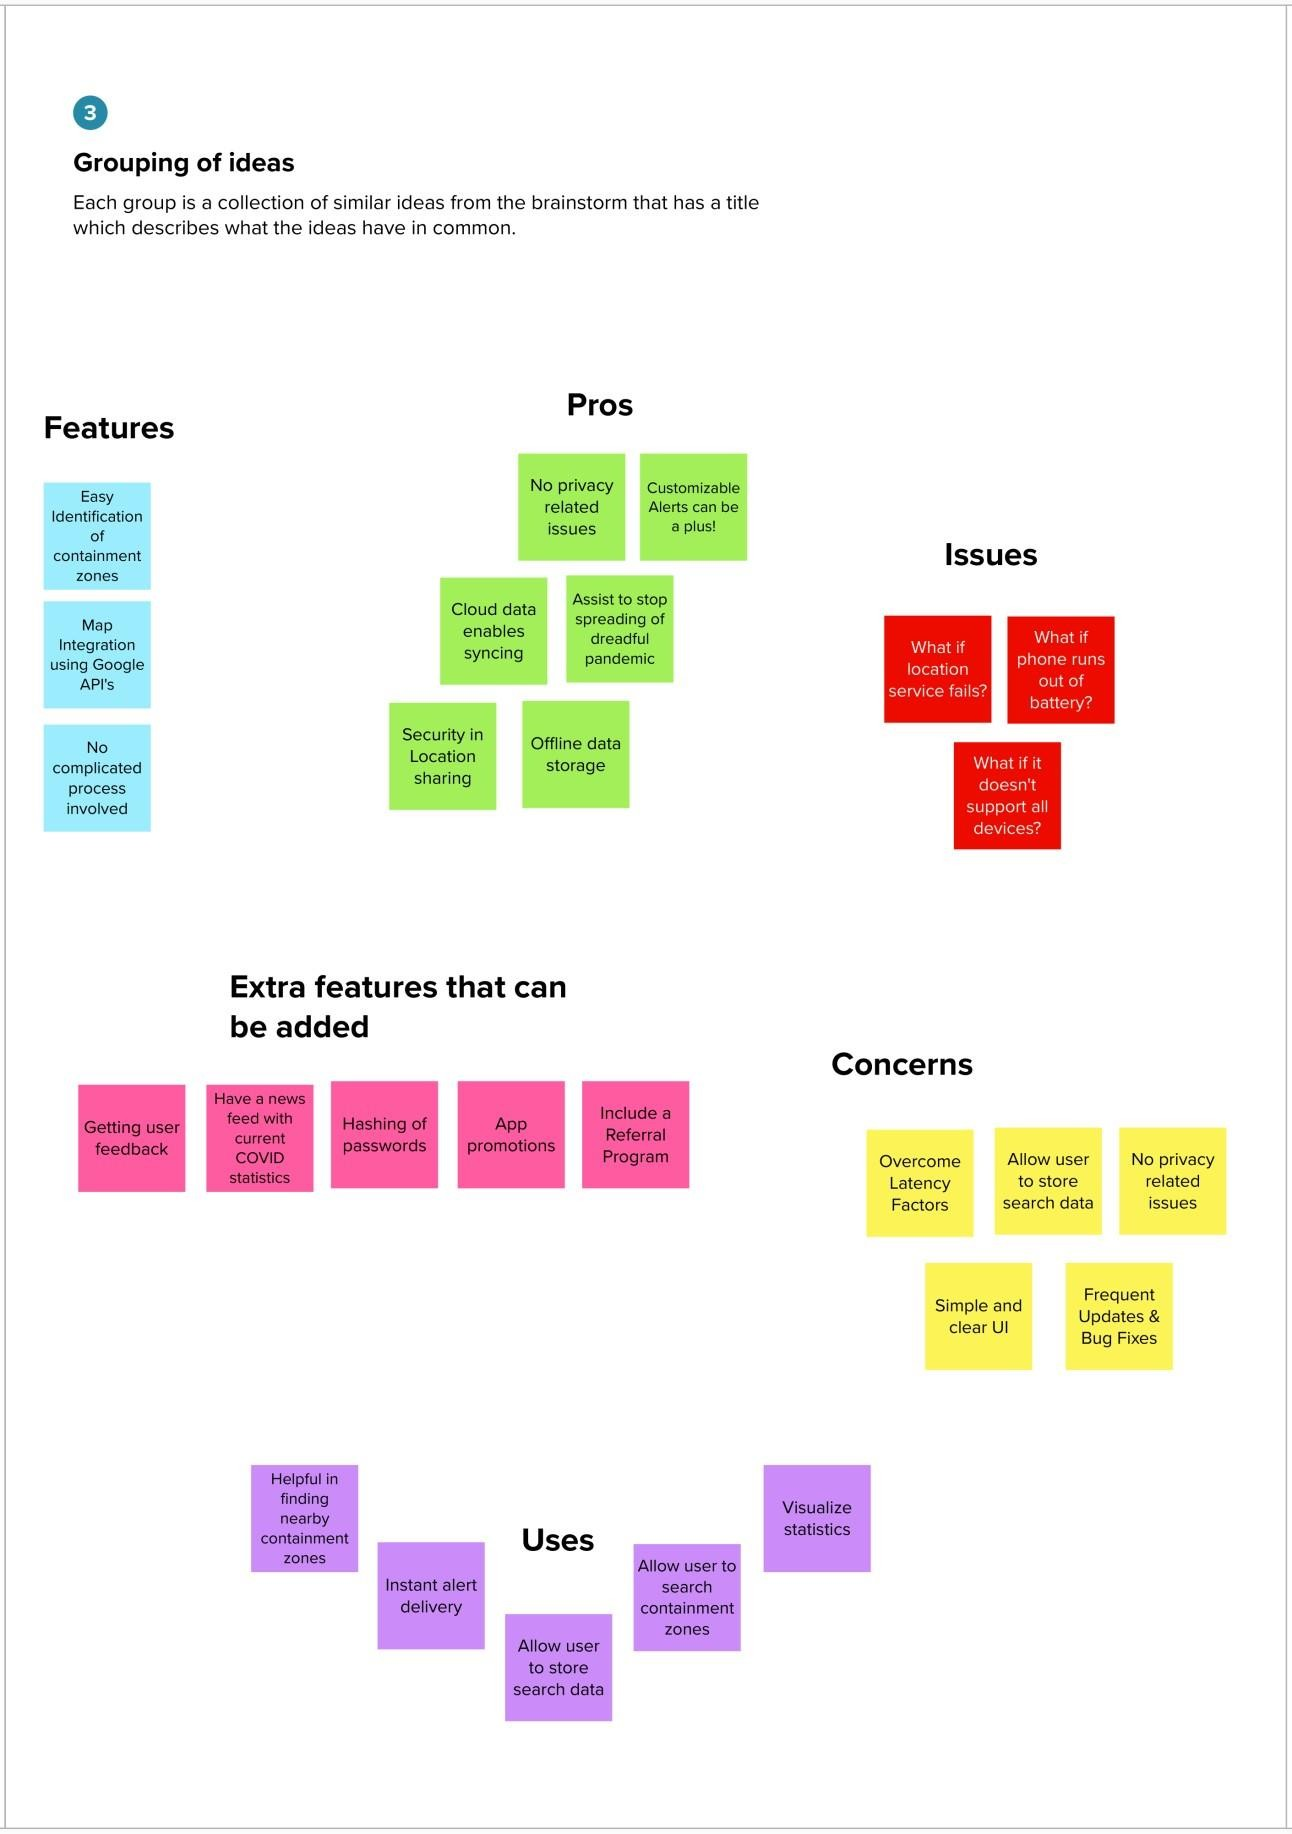 3
Grouping of ideas
Each group is a collection of similar ideas from the brainstorm that has a title
which describes what the ideas have in common.
Features
Easy
Identification
of
containment
zones
Map
Integration
using Google
API's
No
complicated
process
involved
Pros
No privacy
related
issues
Customizable
Alerts can be
a plus!
Cloud data
enables
syncing
Assist to stop
spreading of
dreadful
pandemic
Security in
Location
sharing
Offline data
storage
Issues
What if
location
service fails?
What if
phone runs
out of
battery?
What if it
doesn't
support all
devices?
Extra features that can
be added
Getting user
feedback
Have a news
feed with
current
COVID
statistics
Hashing of
passwords
App
promotions
Include a
Referral
Program
Concerns
Overcome
Latency
Factors
Allow user
to store
search data
No privacy
related
issues
Simple and
clear UI
Frequent
Updates &
Bug Fixes
Uses
Helpful in
finding
nearby
containment
zones
Instant alert
delivery
Allow user
to store
search data
Allow user to
search
containment
zones
Visualize
statistics